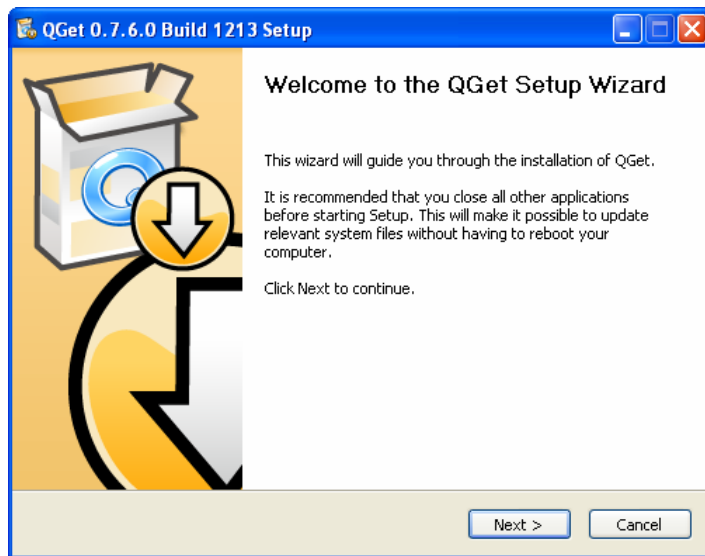 QGet 0.7.6.0 Build 1213 Setup
Welcome to the QGet Setup Wizard
This wizard will guide you through the installation of QGet.
It is recommended that you close all other applications
before starting Setup. This will make it possible to update
relevant system files without having to reboot your
computer.
Click Next to continue.
Next >
Cancel